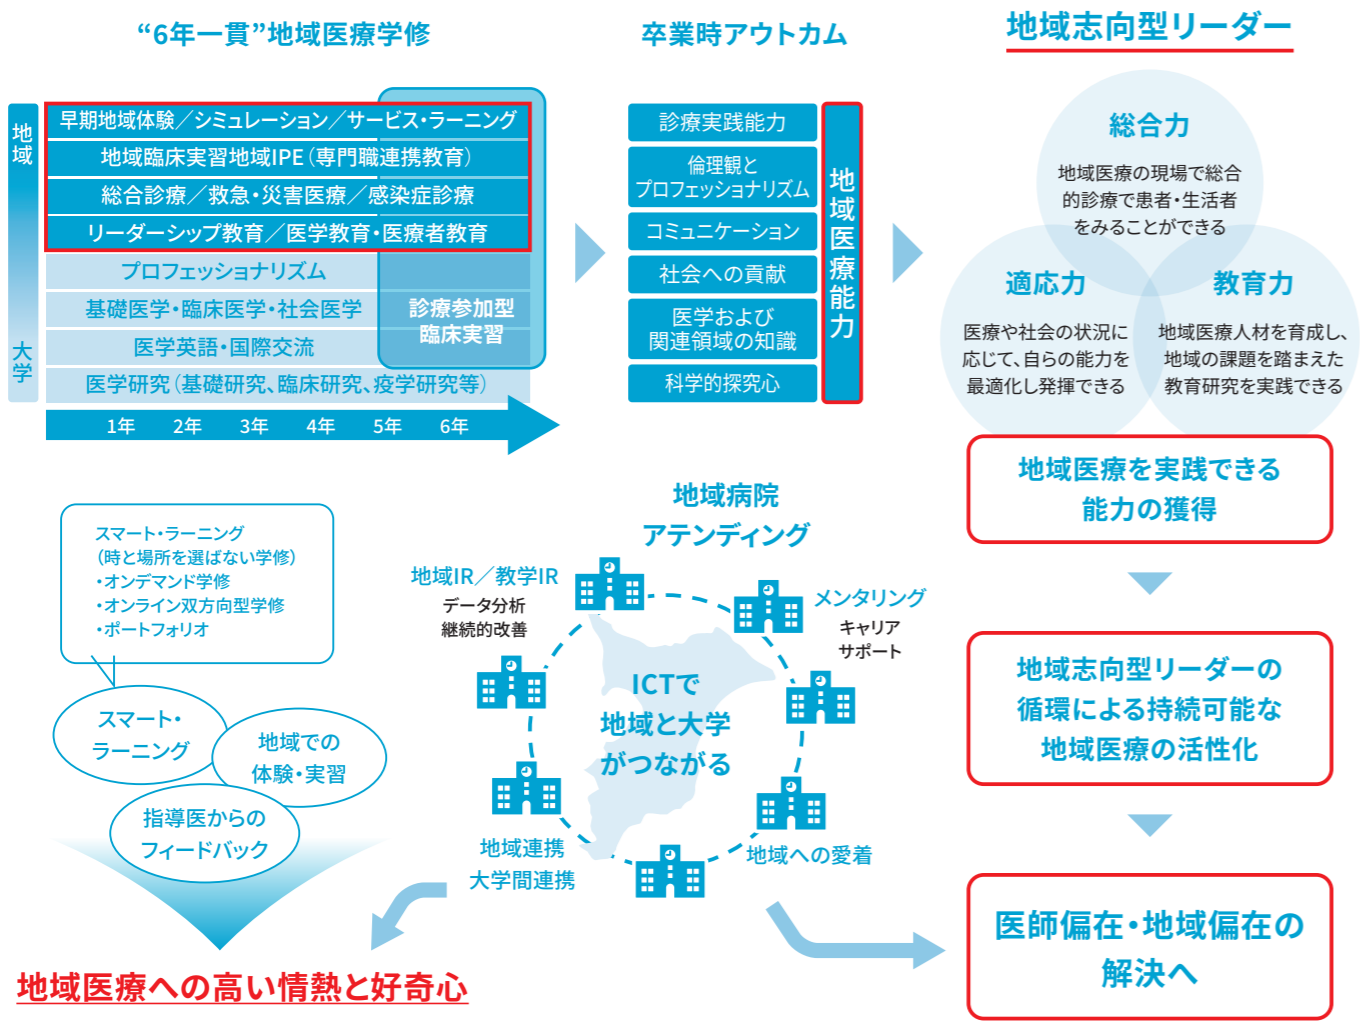 “6年一貫”地域医療学修
地域
大学
早期地域体験／シミュレーション／サービス・ラーニング
地域臨床実習地域IPE（専門職連携教育）
総合診療／救急・災害医療／感染症診療
リーダーシップ教育／医学教育・医療者教育
プロフェッショナリズム
基礎医学・臨床医学・社会医学
医学英語・国際交流
医学研究（基礎研究、臨床研究、疫学研究等）
診療参加型
臨床実習
1年 2年 3年 4年 5年 6年
卒業時アウトカム
診療実践能力
倫理観と
プロフェッショナリズム
コミュニケーション
社会への貢献
医学および
関連領域の知識
科学的探究心
地域医療能力
地域志向型リーダー
総合力
地域医療の現場で総合
的診療で患者・生活者
をみることができる
適応力
医療や社会の状況に
応じて、自らの能力を
最適化し発揮できる
教育力
地域医療人材を育成し、
地域の課題を踏まえた
教育研究を実践できる
地域医療を実践できる
能力の獲得
地域志向型リーダーの
循環による持続可能な
地域医療の活性化
医師偏在・地域偏在の
解決へ
スマート・ラーニング
（時と場所を選ばない学修）
・オンデマンド学修
・オンライン双方向型学修
・ポートフォリオ
スマート・
ラーニング
地域での
体験・実習
指導医からの
フィードバック
地域医療への高い情熱と好奇心
地域病院
アテンディング
地域IR／教学IR
データ分析
継続的改善
メンタリング
キャリア
サポート
ICTで
地域と大学
がつながる
地域連携
大学間連携
地域への愛着